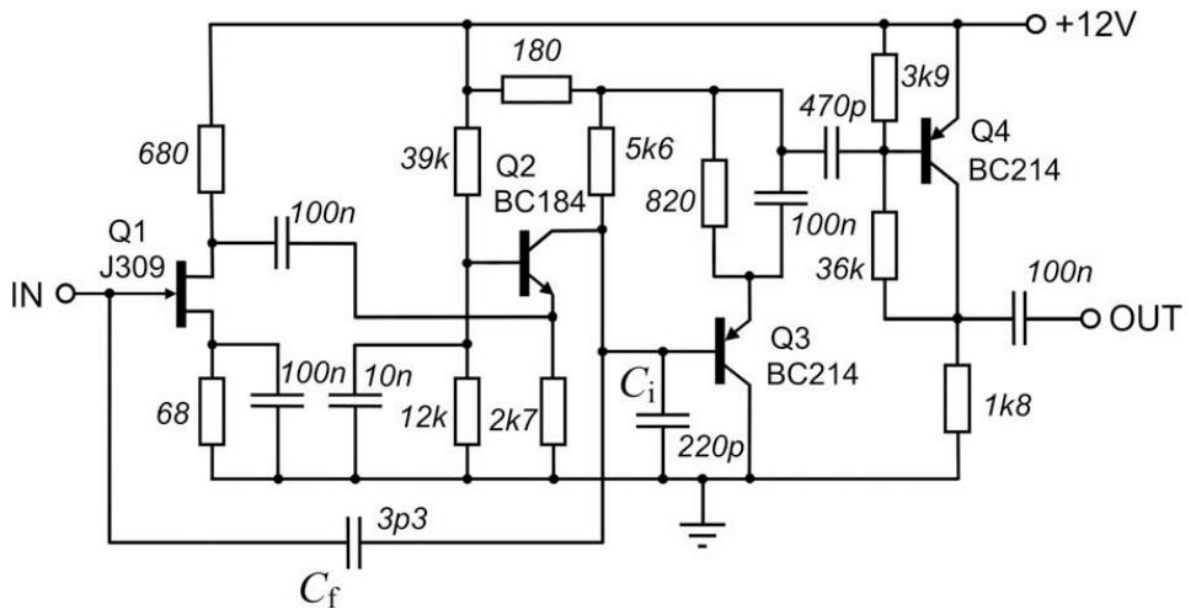 +12V
180
3k9
470p
680
39k
Q2
BC184
5k6
Q4
BC214
820
100n
100n
Q1
J309
36k
100n
IN
OUT
Q3
BC214
100n
10n
Ci
68
12k
2k7
220p
1k8
3p3
Cf